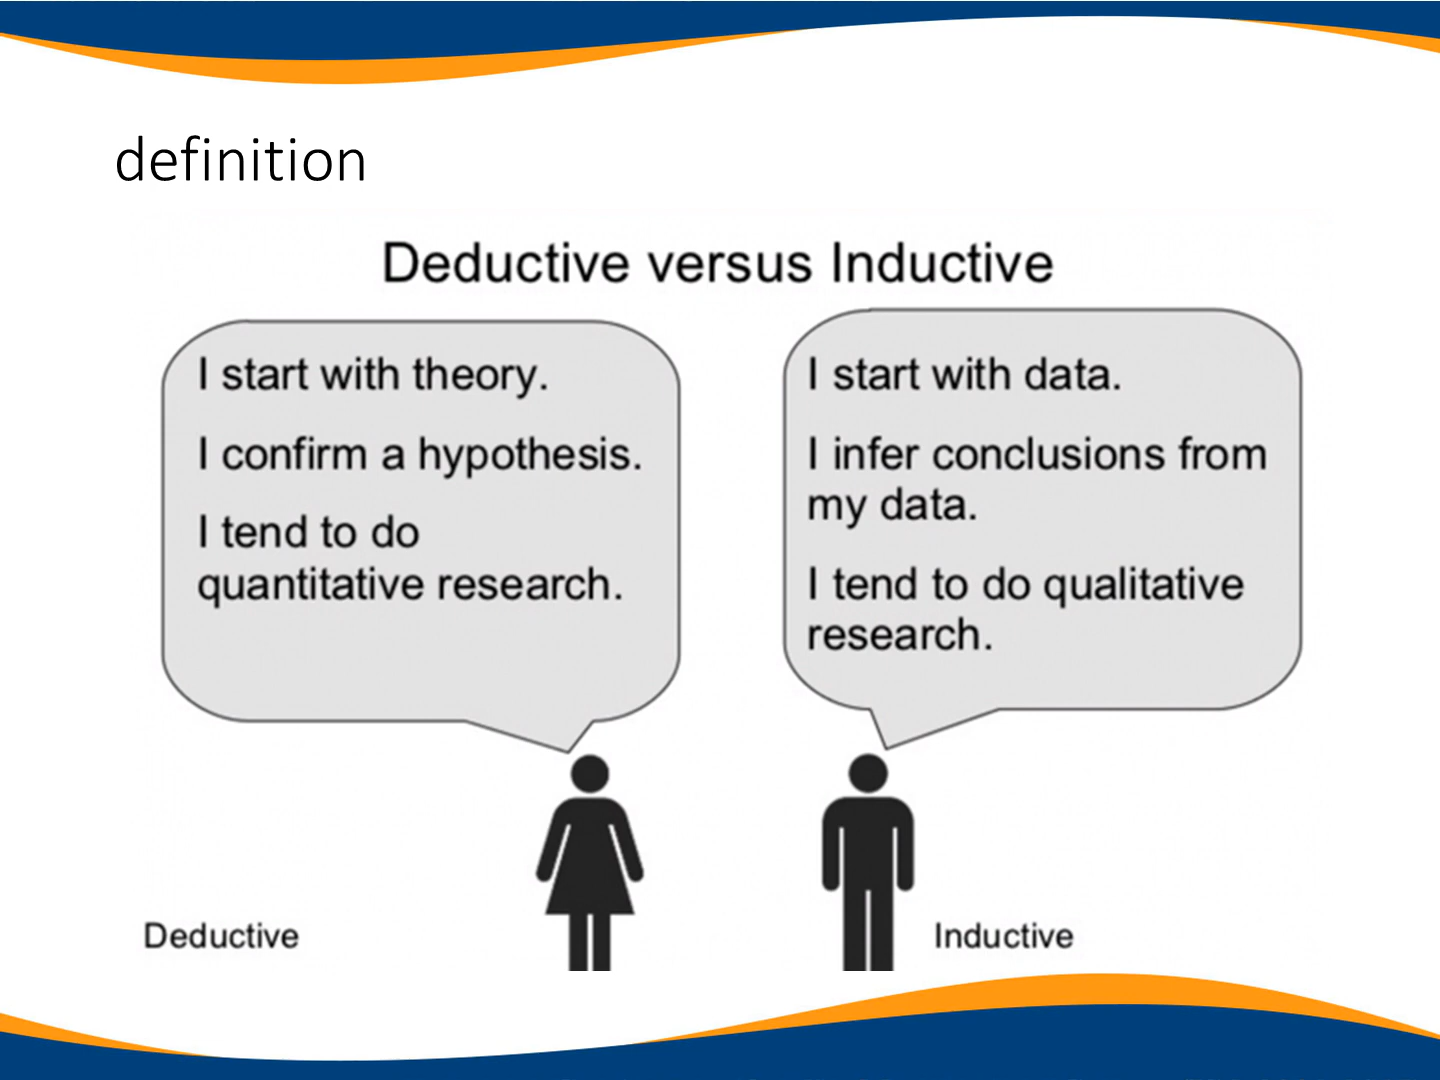 definition
Deductive versus Inductive
I start with theory.
I confirm a hypothesis.
I tend to do
quantitative research.
I start with data.
I infer conclusions from
my data.
I tend to do qualitative
research.
Deductive
Inductive